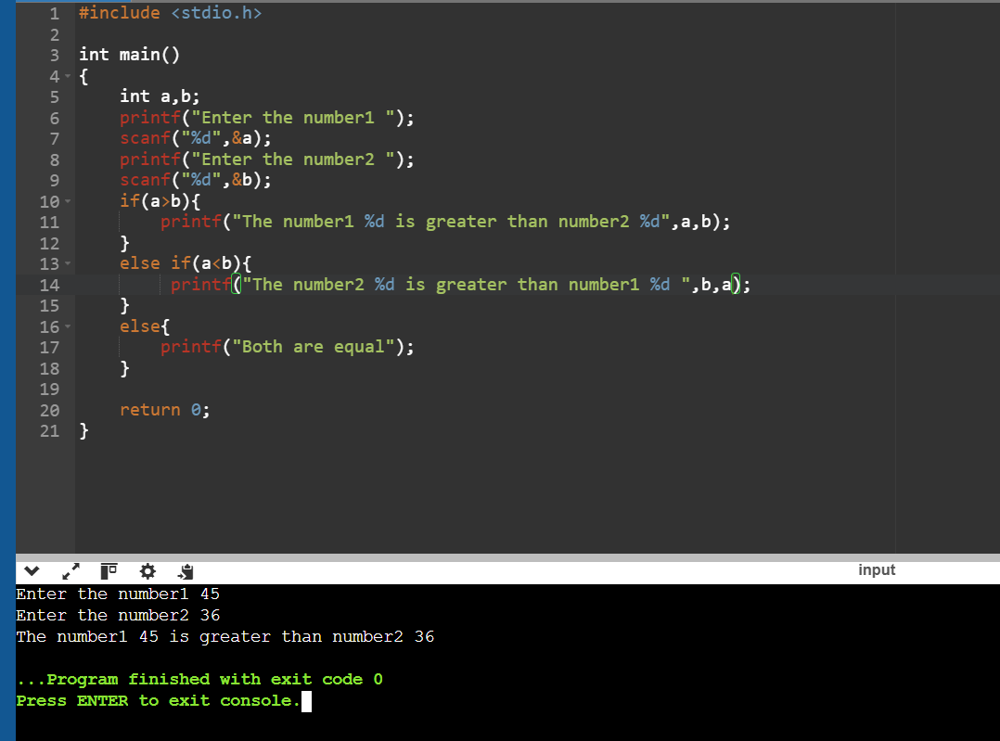 1 #include <stdio.h>
2
3 int main()
4 {
5     int a,b;
6     printf("Enter the number1 ");
7     scanf("%d",&a);
8     printf("Enter the number2 ");
9     scanf("%d",&b);
10     if(a>b){
11         printf("The number1 %d is greater than number2 %d",a,b);
12     }
13     else if(a<b){
14          printf("The number2 %d is greater than number1 %d ",b,a);
15     }
16     else{
17         printf("Both are equal");
18     }
19
20     return 0;
21 }
input
Enter the number1 45
Enter the number2 36
The number1 45 is greater than number2 36

...Program finished with exit code 0
Press ENTER to exit console.